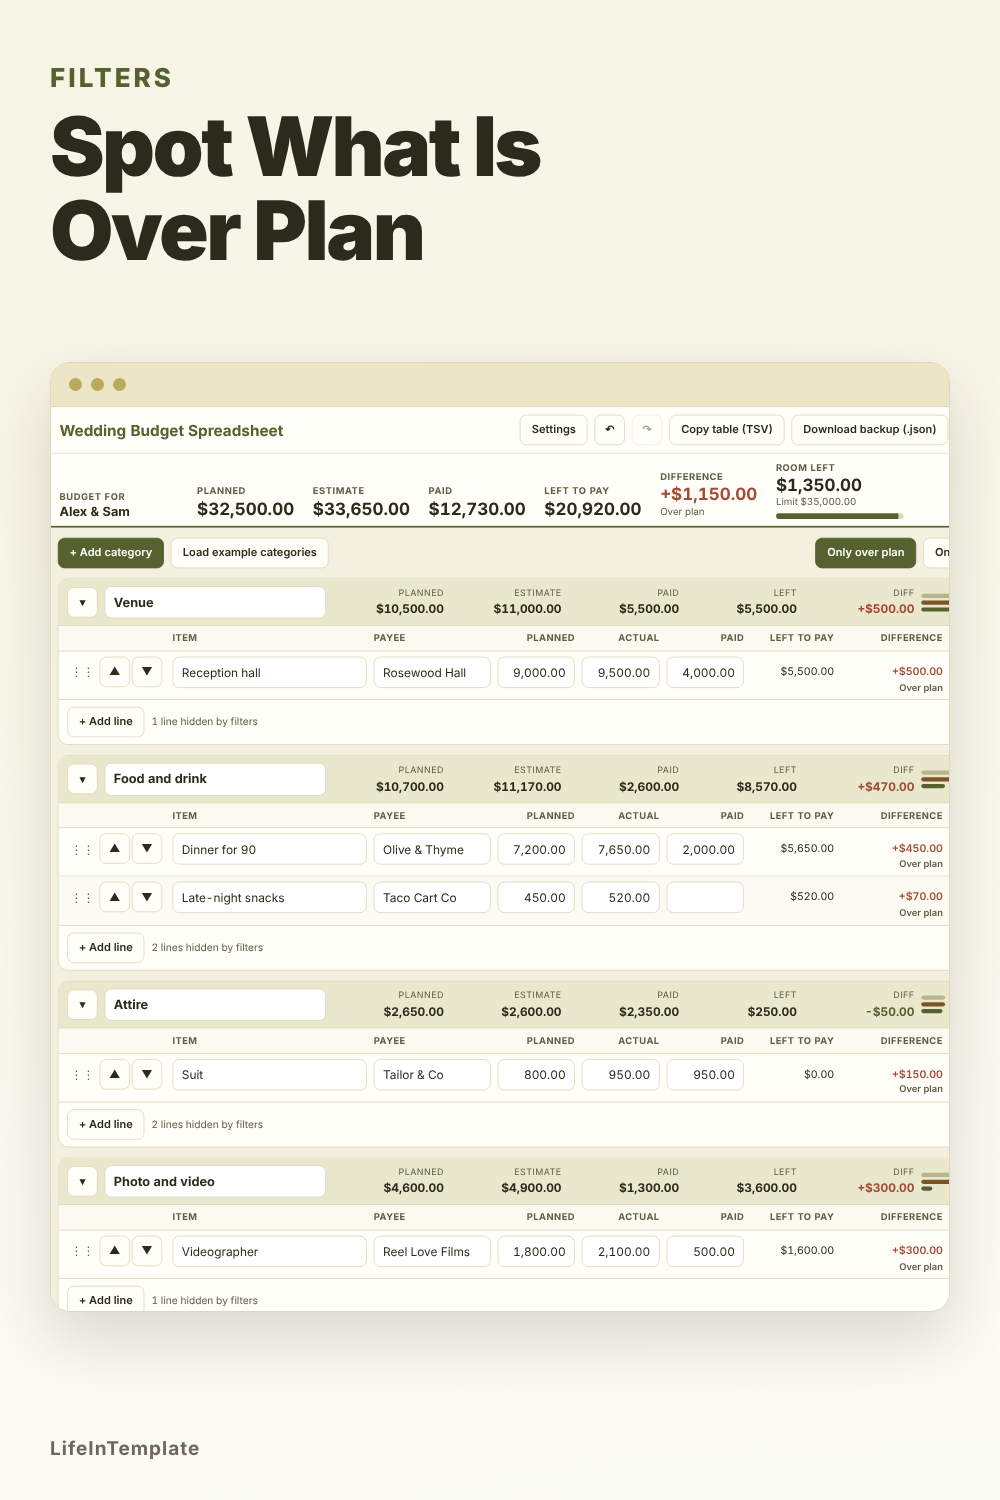 FILTERS
Spot What Is
Over Plan
Wedding Budget Spreadsheet
Settings
Copy table (TSV)
Download backup (.json)
BUDGET FOR
Alex & Sam
PLANNED
$32,500.00
ESTIMATE
$33,650.00
PAID
$12,730.00
LEFT TO PAY
$20,920.00
DIFFERENCE
+$1,150.00
Over plan
ROOM LEFT
$1,350.00
Limit $35,000.00
+ Add category
Load example categories
Only over plan
On
Venue
PLANNED ESTIMATE PAID LEFT DIFF
$10,500.00 $11,000.00 $5,500.00 $5,500.00 +$500.00
ITEM PAYEE PLANNED ACTUAL PAID LEFT TO PAY DIFFERENCE
Reception hall Rosewood Hall 9,000.00 9,500.00 4,000.00 $5,500.00 +$500.00
Over plan
+ Add line 1 line hidden by filters
Food and drink
PLANNED ESTIMATE PAID LEFT DIFF
$10,700.00 $11,170.00 $2,600.00 $8,570.00 +$470.00
ITEM PAYEE PLANNED ACTUAL PAID LEFT TO PAY DIFFERENCE
Dinner for 90 Olive & Thyme 7,200.00 7,650.00 2,000.00 $5,650.00 +$450.00
Over plan
Late-night snacks Taco Cart Co 450.00 520.00 $520.00 +$70.00
Over plan
+ Add line 2 lines hidden by filters
Attire
PLANNED ESTIMATE PAID LEFT DIFF
$2,650.00 $2,600.00 $2,350.00 $250.00 -$50.00
ITEM PAYEE PLANNED ACTUAL PAID LEFT TO PAY DIFFERENCE
Suit Tailor & Co 800.00 950.00 950.00 $0.00 +$150.00
Over plan
+ Add line 2 lines hidden by filters
Photo and video
PLANNED ESTIMATE PAID LEFT DIFF
$4,600.00 $4,900.00 $1,300.00 $3,600.00 +$300.00
ITEM PAYEE PLANNED ACTUAL PAID LEFT TO PAY DIFFERENCE
Videographer Reel Love Films 1,800.00 2,100.00 500.00 $1,600.00 +$300.00
Over plan
+ Add line 1 line hidden by filters
LifeInTemplate